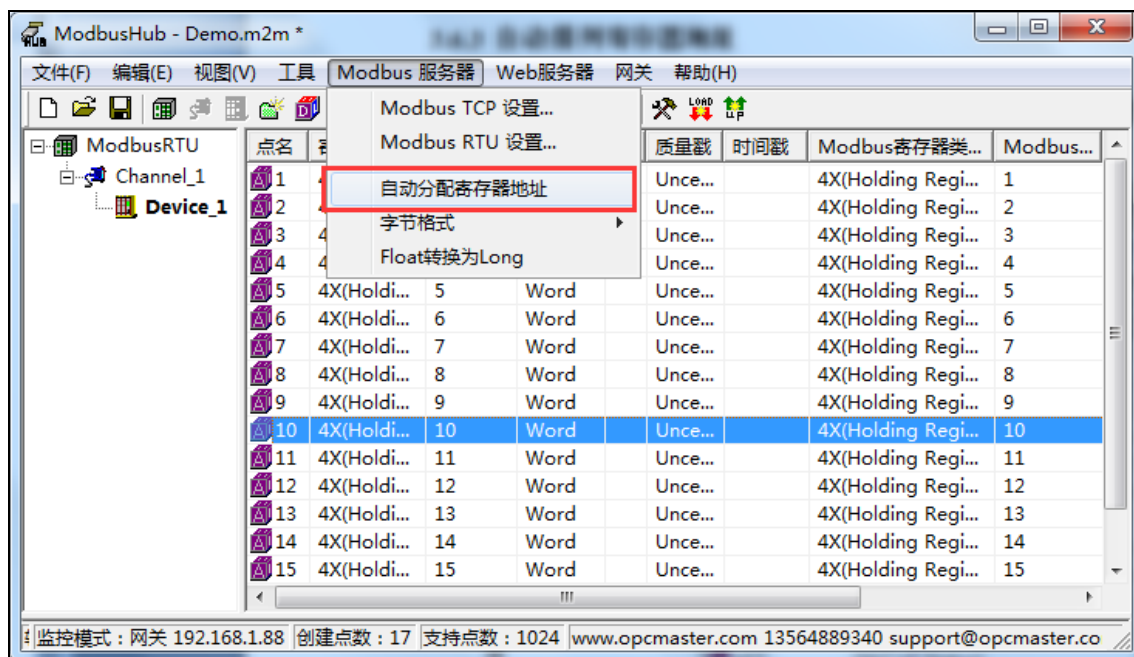 ModbusHub - Demo.m2m *
文件(F) 编辑(E) 视图(V) 工具 Modbus 服务器 Web服务器 网关 帮助(H)
Modbus TCP 设置...
Modbus RTU 设置...
自动分配寄存器地址
字节格式
Float转换为Long
ModbusRTU
Channel_1
Device_1
点名 质量戳 时间戳 Modbus寄存器类... Modbus...
1 Unce... 4X(Holding Regi... 1
2 Unce... 4X(Holding Regi... 2
3 4 Unce... 4X(Holding Regi... 3
4 4 Unce... 4X(Holding Regi... 4
5 4X(Holdi... 5 Word Unce... 4X(Holding Regi... 5
6 4X(Holdi... 6 Word Unce... 4X(Holding Regi... 6
7 4X(Holdi... 7 Word Unce... 4X(Holding Regi... 7
8 4X(Holdi... 8 Word Unce... 4X(Holding Regi... 8
9 4X(Holdi... 9 Word Unce... 4X(Holding Regi... 9
10 4X(Holdi... 10 Word Unce... 4X(Holding Regi... 10
11 4X(Holdi... 11 Word Unce... 4X(Holding Regi... 11
12 4X(Holdi... 12 Word Unce... 4X(Holding Regi... 12
13 4X(Holdi... 13 Word Unce... 4X(Holding Regi... 13
14 4X(Holdi... 14 Word Unce... 4X(Holding Regi... 14
15 4X(Holdi... 15 Word Unce... 4X(Holding Regi... 15
监控模式：网关 192.168.1.88 创建点数：17 支持点数：1024 www.opcmaster.com 13564889340 support@opcmaster.co